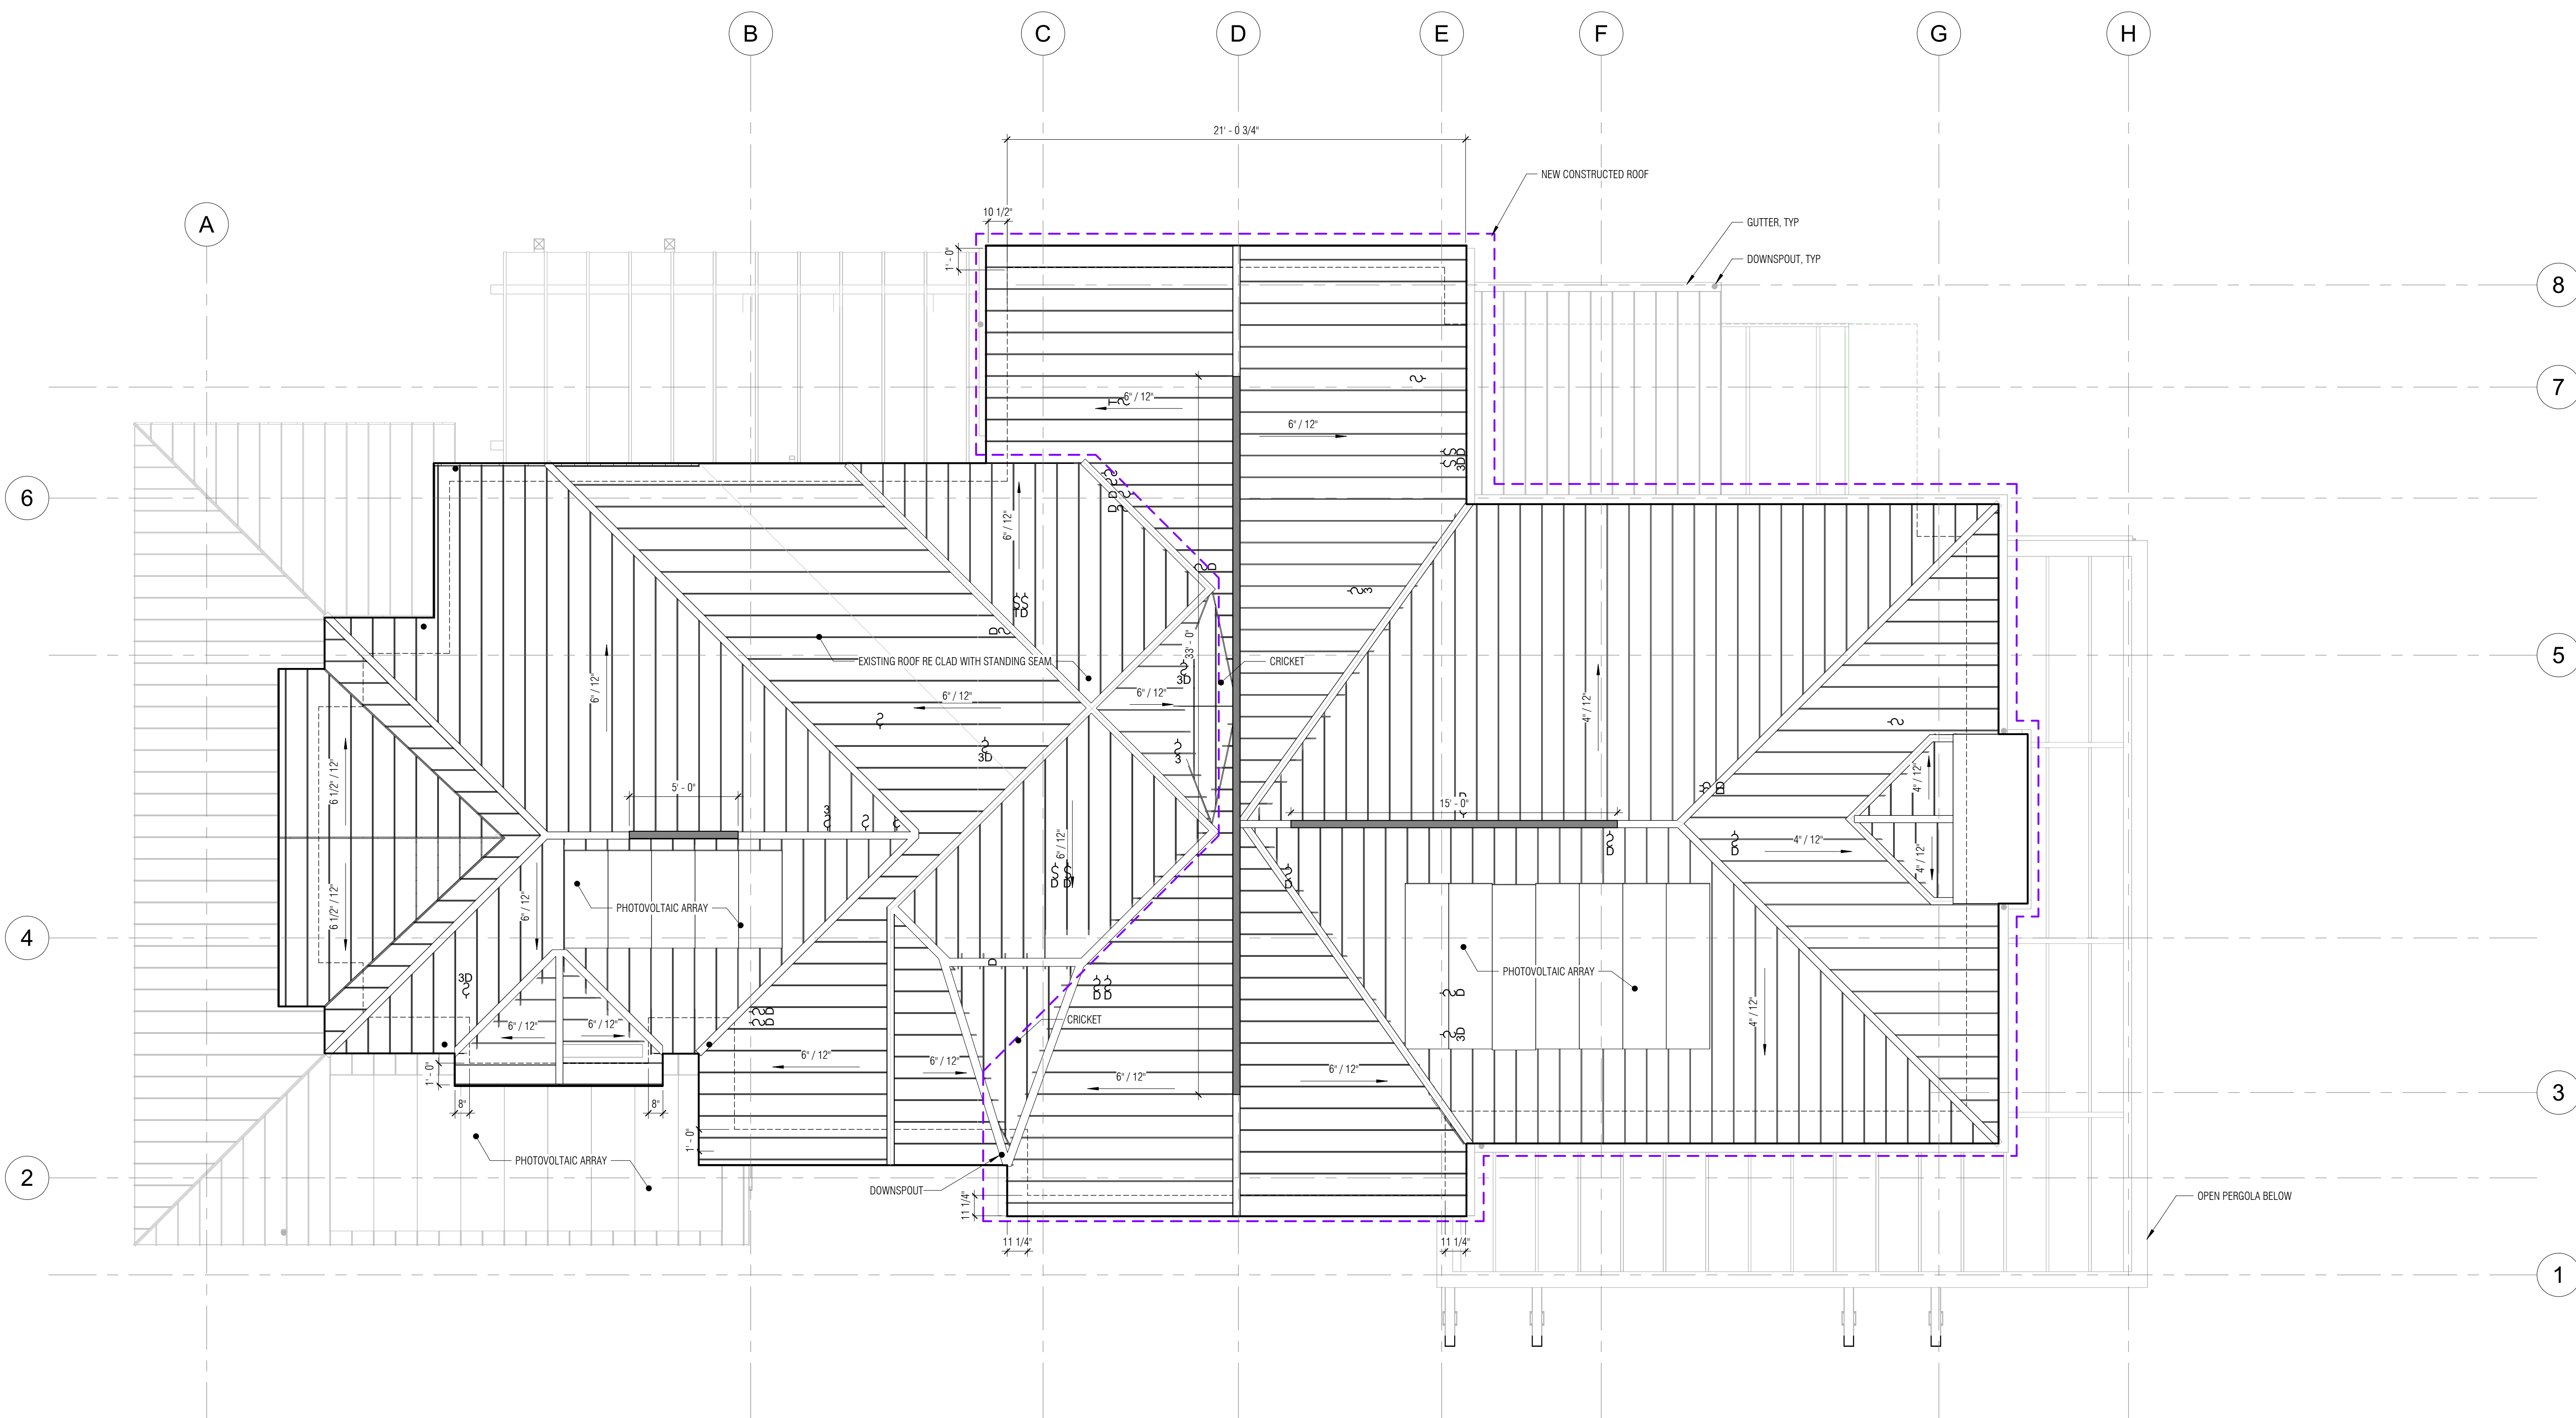 B
C
D
E
F
G
H
21' - 0 3/4"
NEW CONSTRUCTED ROOF
A
10 1/2"
GUTTER, TYP
1' - 0"
DOWNSPOUT, TYP
8
7
6" / 12"
6" / 12"
6
6" / 12"
33' - 0"
EXISTING ROOF RE CLAD WITH STANDING SEAM
CRICKET
5
6" / 12"
6" / 12"
6" / 12"
4" / 12"
6 1/2" / 12"
5' - 0"
15' - 0"
4" / 12"
6" / 12"
4" / 12"
4" / 12"
6 1/2" / 12"
6" / 12"
PHOTOVOLTAIC ARRAY
4
3D
PHOTOVOLTAIC ARRAY
4" / 12"
6" / 12"
6" / 12"
CRICKET
6" / 12"
6" / 12"
6" / 12"
6" / 12"
1' - 0"
3
8"
8"
1' - 0"
PHOTOVOLTAIC ARRAY
2
DOWNSPOUT
11 1/4"
OPEN PERGOLA BELOW
11 1/4"
11 1/4"
1